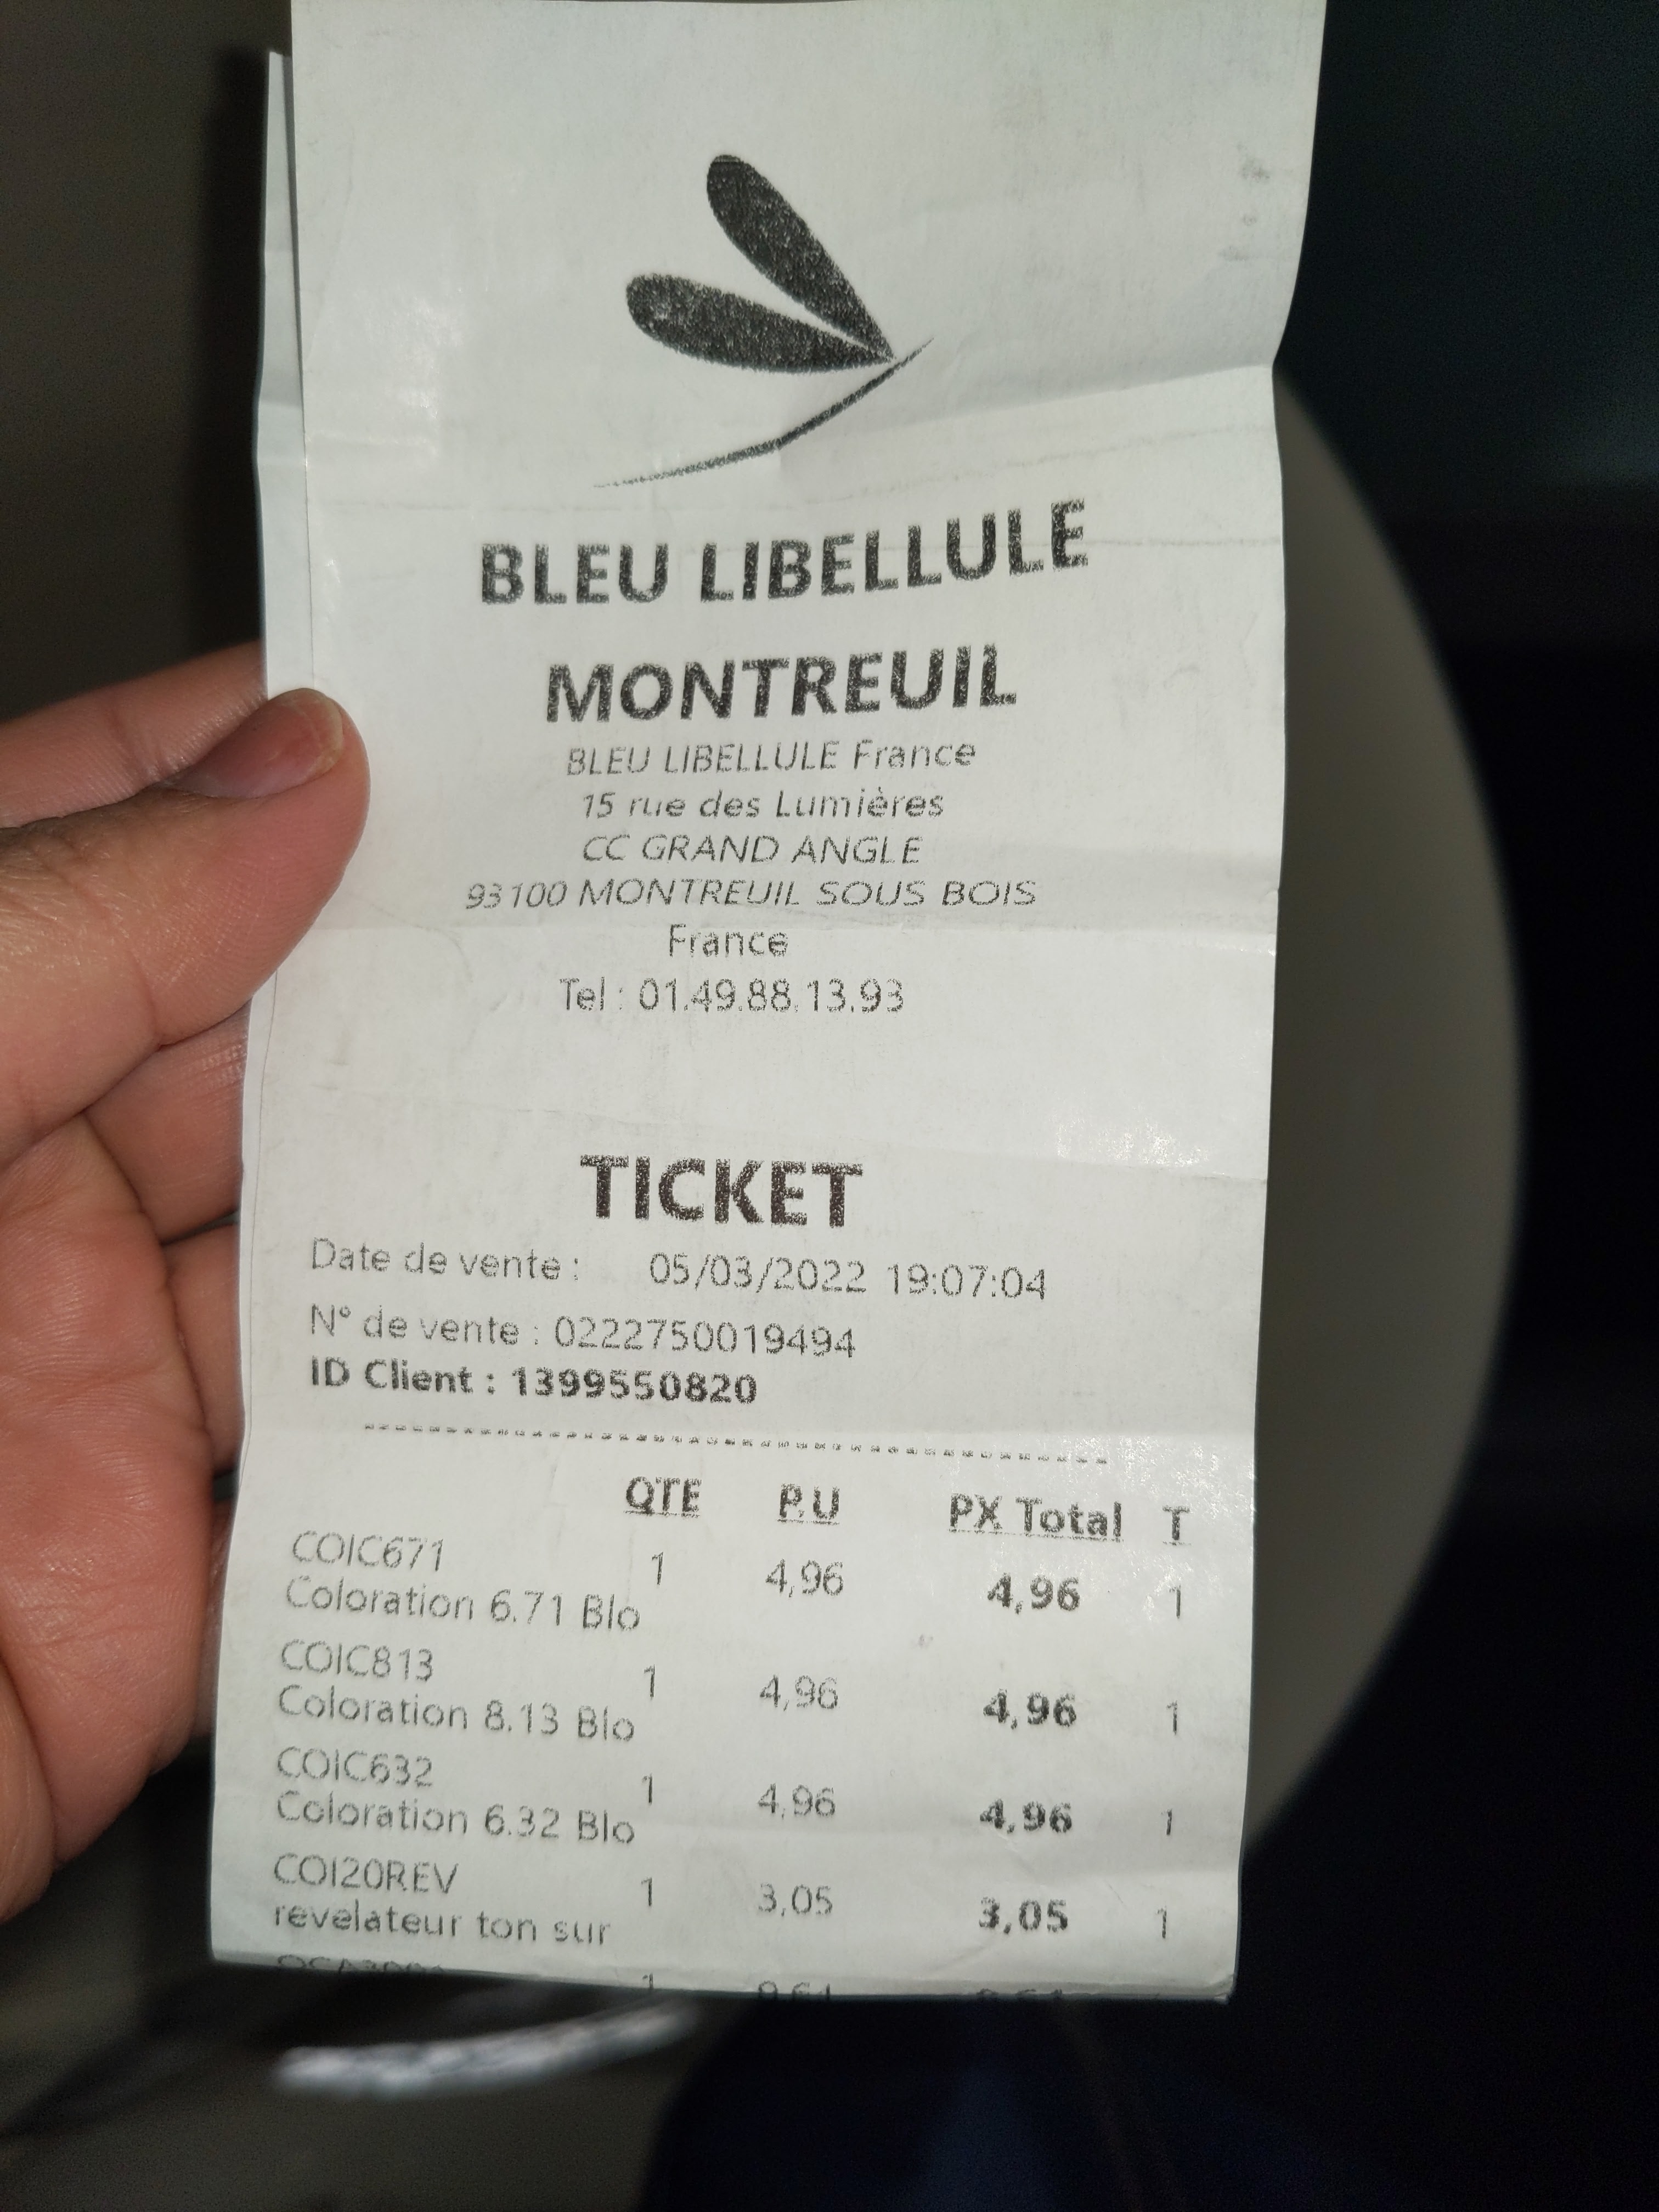 BLEU LIBELLULE
MONTREUIL
BLEU LIBELLULE France
15 rue des Lumières
CC GRAND ANGLE
93100 MONTREUIL SOUS BOIS
France
Tel : 01.49.88.13.93
TICKET
Date de vente : 05/03/2022 19:07:04
N° de vente : 0222750019494
ID Client : 1399550820
QTE P.U PX Total T
COIC671 1 4,96 4,96 1
Coloration 6.71 Blo
COIC813 1 4,96 4,96 1
Coloration 8.13 Blo
COIC632 1 4,96 4,96 1
Coloration 6.32 Blo
COI20REV 1 3,05 3,05 1
revelateur ton sur
1